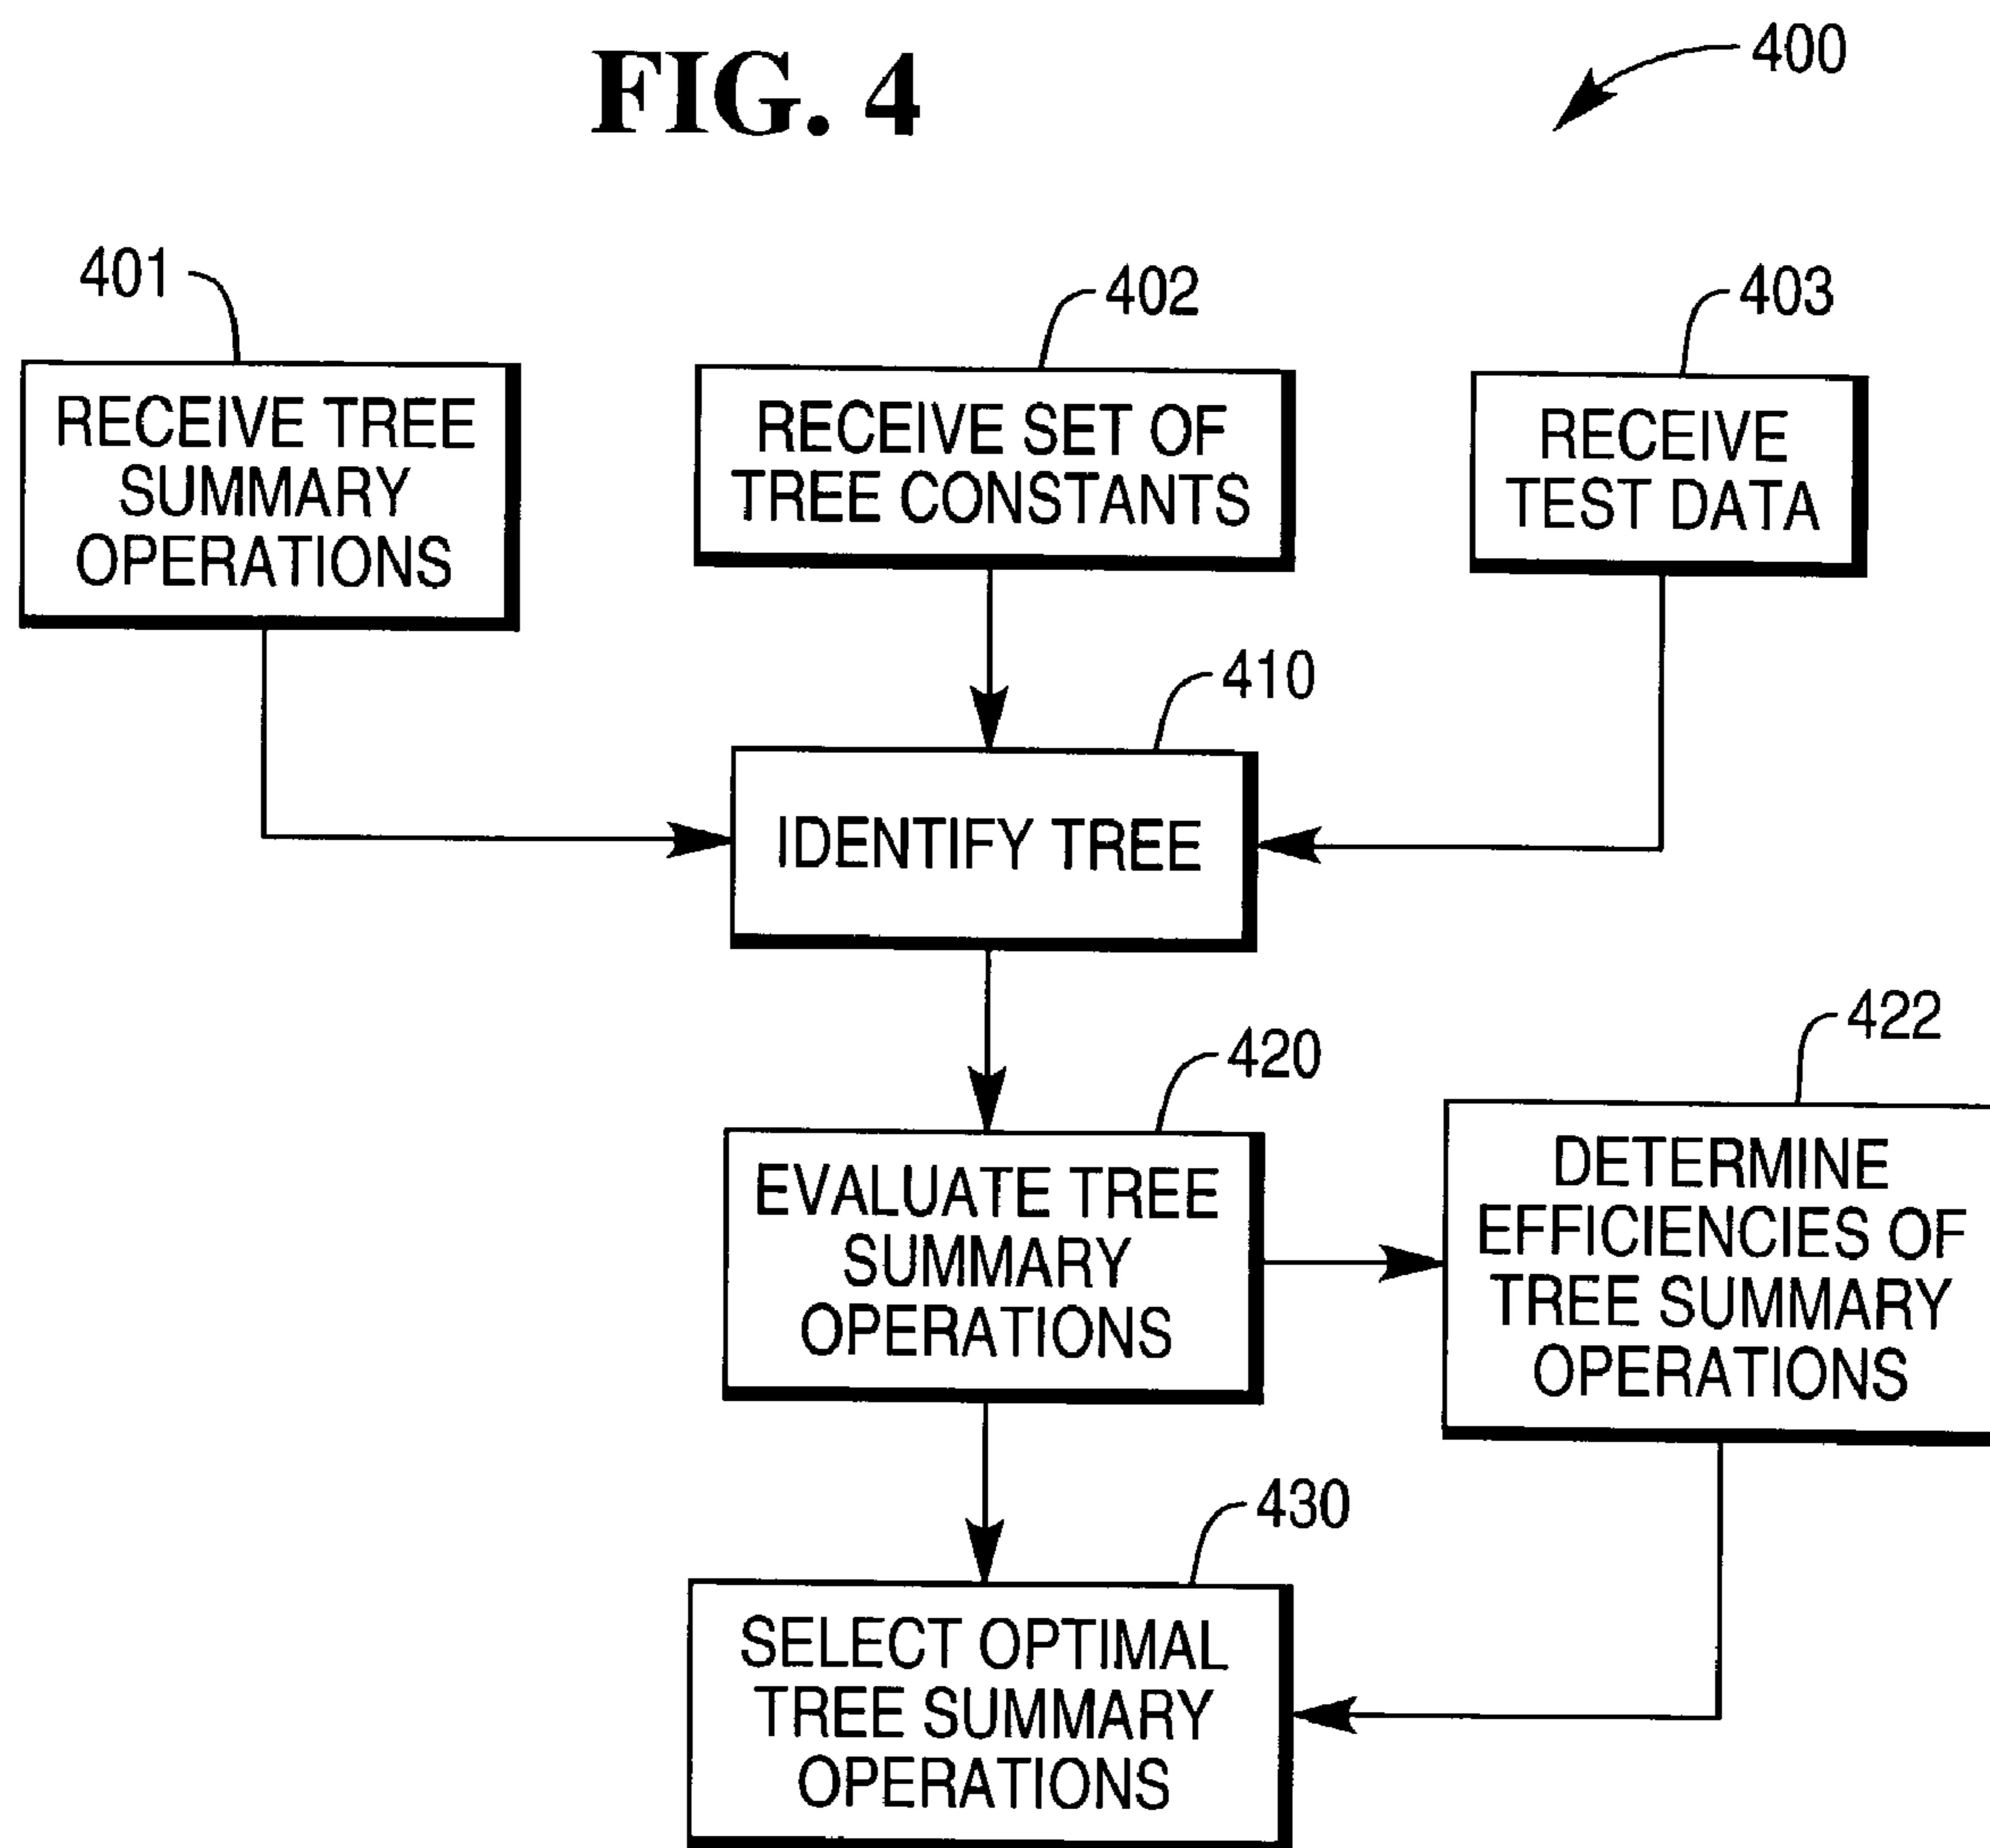 FIG. 4
400
401
402
403
RECEIVE TREE
SUMMARY
OPERATIONS
RECEIVE SET OF
TREE CONSTANTS
RECEIVE
TEST DATA
410
IDENTIFY TREE
420
422
EVALUATE TREE
SUMMARY
OPERATIONS
DETERMINE
EFFICIENCIES OF
TREE SUMMARY
OPERATIONS
430
SELECT OPTIMAL
TREE SUMMARY
OPERATIONS